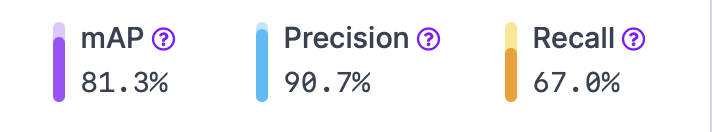 mAP ?
81.3%
Precision ?
90.7%
Recall ?
67.0%